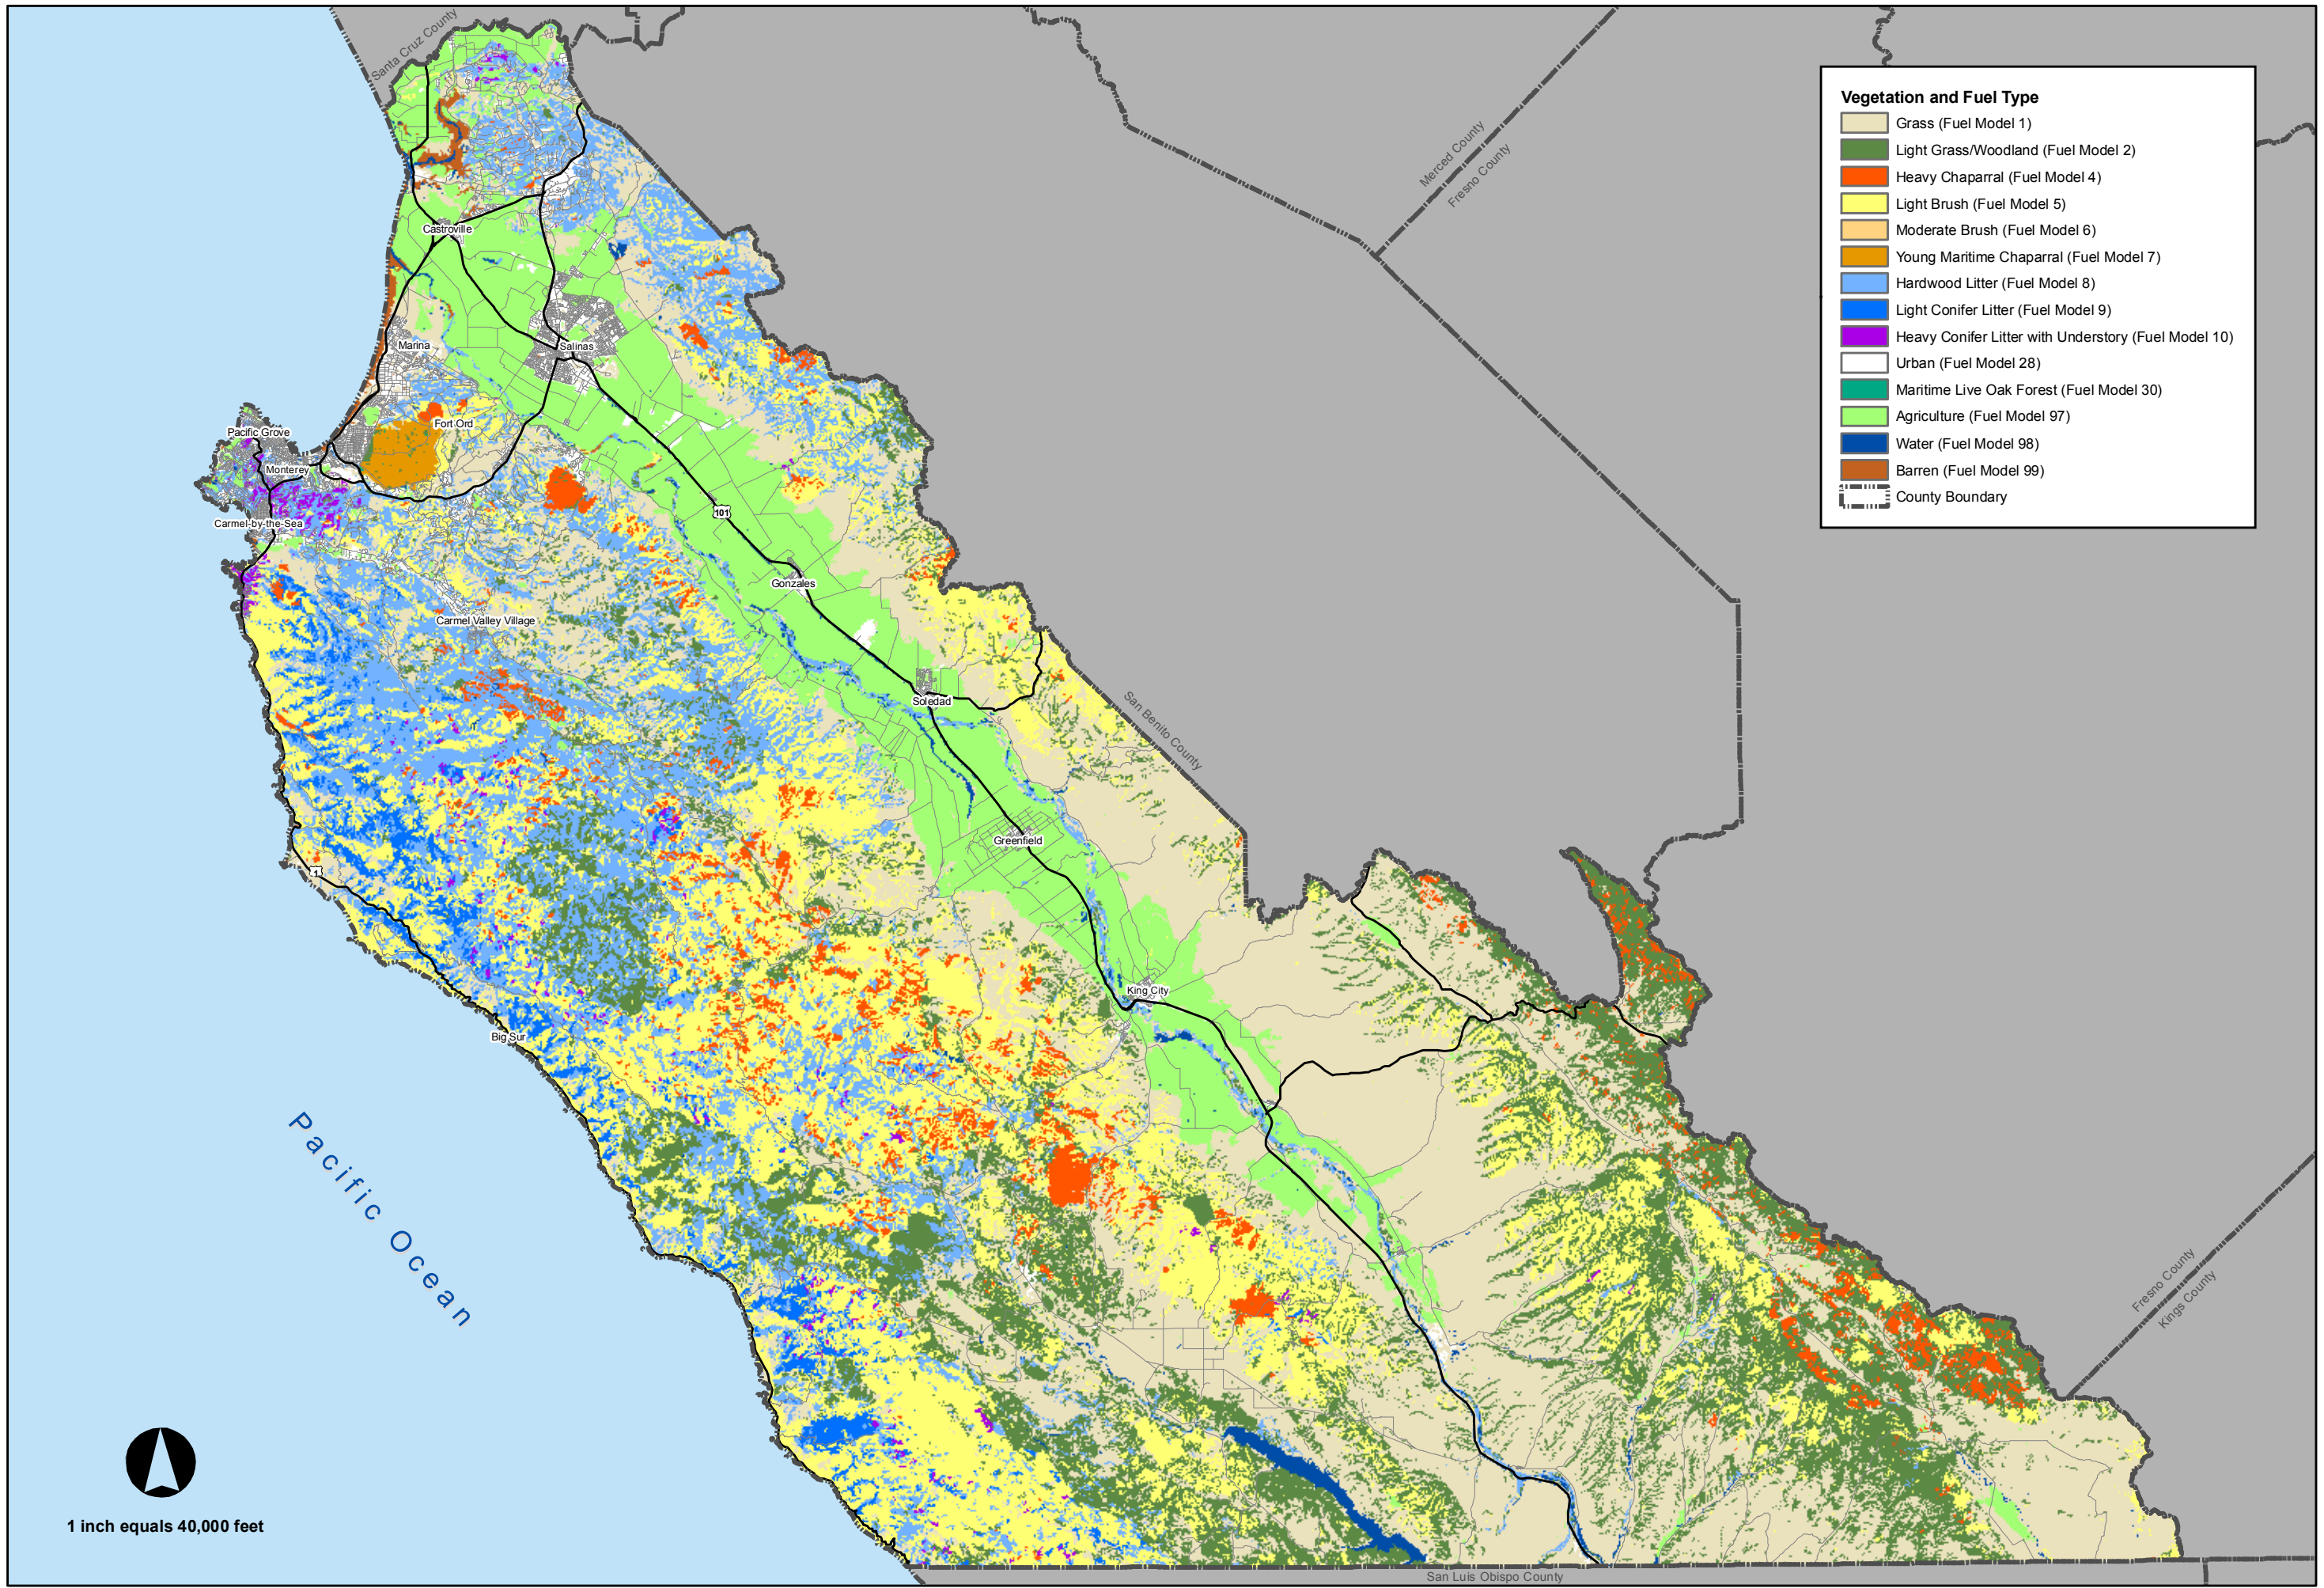 Santa Cruz County
Merced County
Fresno County
Vegetation and Fuel Type
Grass (Fuel Model 1)
Light Grass/Woodland (Fuel Model 2)
Heavy Chaparral (Fuel Model 4)
Light Brush (Fuel Model 5)
Moderate Brush (Fuel Model 6)
Young Maritime Chaparral (Fuel Model 7)
Hardwood Litter (Fuel Model 8)
Light Conifer Litter (Fuel Model 9)
Heavy Conifer Litter with Understory (Fuel Model 10)
Urban (Fuel Model 28)
Maritime Live Oak Forest (Fuel Model 30)
Agriculture (Fuel Model 97)
Water (Fuel Model 98)
Barren (Fuel Model 99)
County Boundary
Castroville
Marina
Salinas
Pacific Grove
Fort Ord
Monterey
Carmel-by-the-Sea
101
Gonzales
Carmel Valley Village
Soledad
San Benito County
Greenfield
1
King City
Big Sur
Pacific Ocean
Fresno County
Kings County
1 inch equals 40,000 feet
San Luis Obispo County